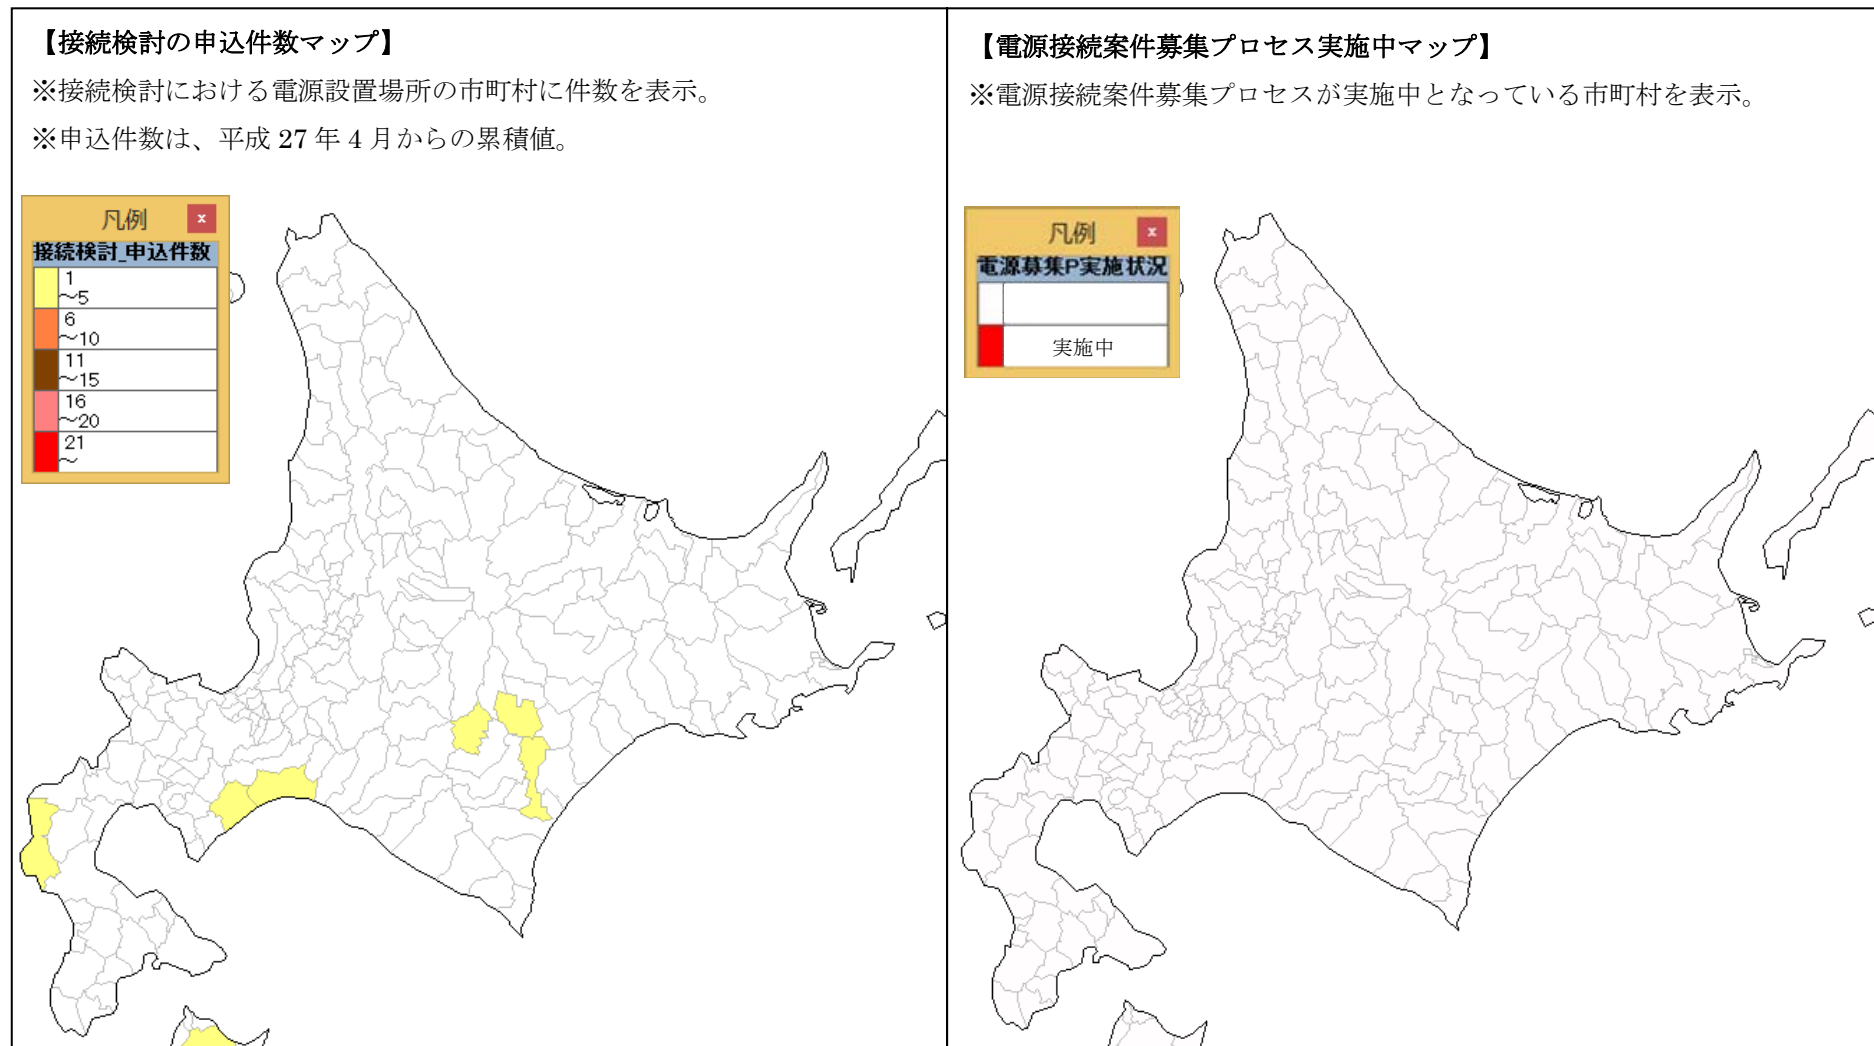 【接続検討の申込件数マップ】
※接続検討における電源設置場所の市町村に件数を表示。
※申込件数は、平成 27 年 4 月からの累積値。
凡例
x
接続検討_申込件数
1
～5
6
～10
11
～15
16
～20
21
～
【電源接続案件募集プロセス実施中マップ】
※電源接続案件募集プロセスが実施中となっている市町村を表示。
凡例
x
電源募集P実施状況
実施中